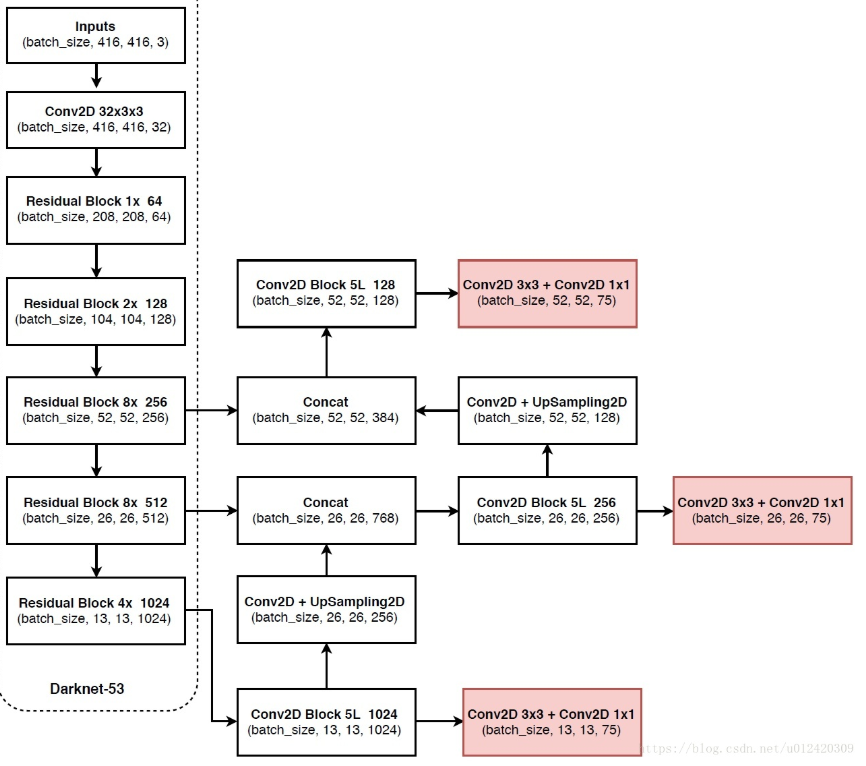 Inputs
(batch_size, 416, 416, 3)
Conv2D 32x3x3
(batch_size, 416, 416, 32)
Residual Block 1x 64
(batch_size, 208, 208, 64)
Residual Block 2x 128
(batch_size, 104, 104, 128)
Residual Block 8x 256
(batch_size, 52, 52, 256)
Residual Block 8x 512
(batch_size, 26, 26, 512)
Residual Block 4x 1024
(batch_size, 13, 13, 1024)
Darknet-53
Conv2D Block 5L 128
(batch_size, 52, 52, 128)
Conv2D 3x3 + Conv2D 1x1
(batch_size, 52, 52, 75)
Concat
(batch_size, 52, 52, 384)
Conv2D + UpSampling2D
(batch_size, 52, 52, 128)
Concat
(batch_size, 26, 26, 768)
Conv2D Block 5L 256
(batch_size, 26, 26, 256)
Conv2D 3x3 + Conv2D 1x1
(batch_size, 26, 26, 75)
Conv2D + UpSampling2D
(batch_size, 26, 26, 256)
Conv2D Block 5L 1024
(batch_size, 13, 13, 1024)
Conv2D 3x3 + Conv2D 1x1
(batch_size, 13, 13, 75)
https://blog.csdn.net/u012420309